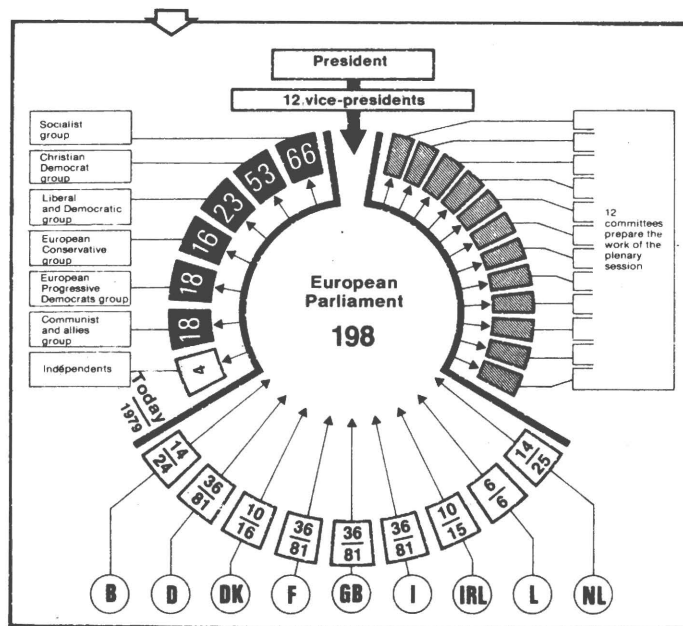 President
12 vice-presidents
Socialist
group
Christian
Democrat
group
Liberal
and Democratic
group
European
Conservative
group
European
Progressive
Democrats group
Communist
and allies
group
Indépendents
66
53
23
16
18
18
4
12
committees
prepare the
work of the
plenary
session
European
Parliament
198
Today
1979
14
24
36
81
10
16
36
81
36
81
36
81
10
15
6
6
14
25
B
D
DK
F
GB
I
IRL
L
NL